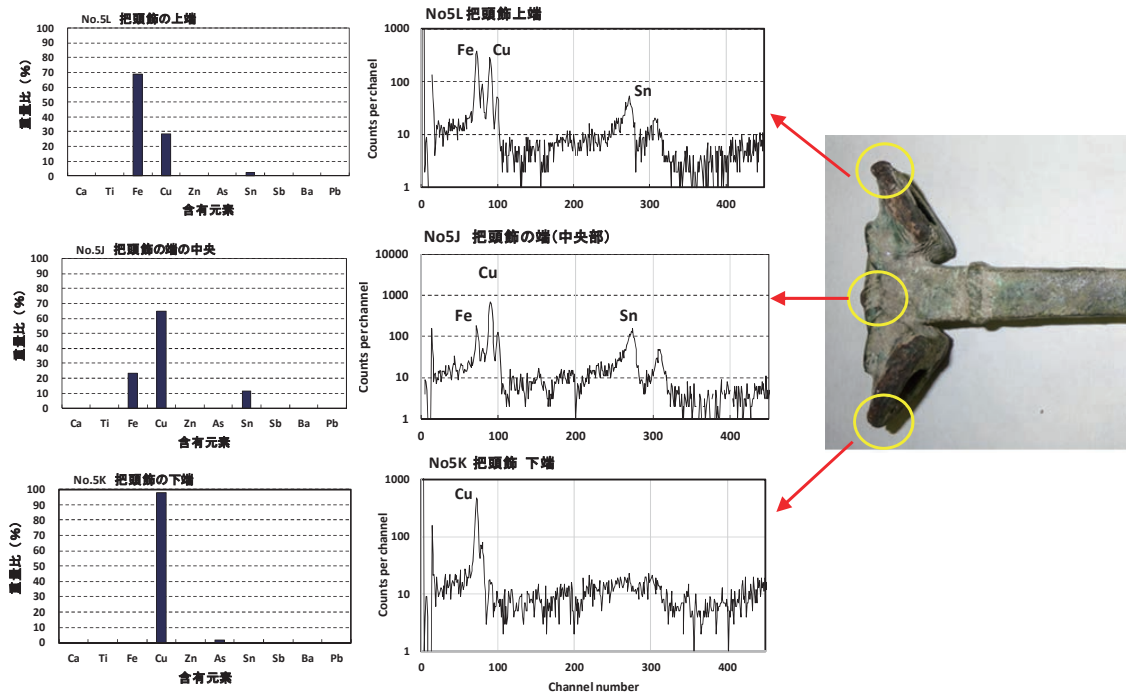 No.5L 把頭飾の上端
重量比（%）
100
90
80
70
60
50
40
30
20
10
0
Ca Ti Fe Cu Zn As Sn Sb Ba Pb
含有元素
No5L 把頭飾上端
Counts per channel
1000
100
10
1
Fe Cu
Sn
0 100 200 300 400
No.5J 把頭飾の端の中央
重量比（%）
100
90
80
70
60
50
40
30
20
10
0
Ca Ti Fe Cu Zn As Sn Sb Ba Pb
含有元素
No5J 把頭飾の端（中央部）
Counts per channel
10000
1000
100
10
1
Cu
Fe Sn
0 100 200 300 400
No.5K 把頭飾の下端
重量比（%）
100
90
80
70
60
50
40
30
20
10
0
Ca Ti Fe Cu Zn As Sn Sb Ba Pb
含有元素
No5K 把頭飾 下端
Counts per channel
1000
100
10
1
Cu
0 100 200 300 400
Channel number